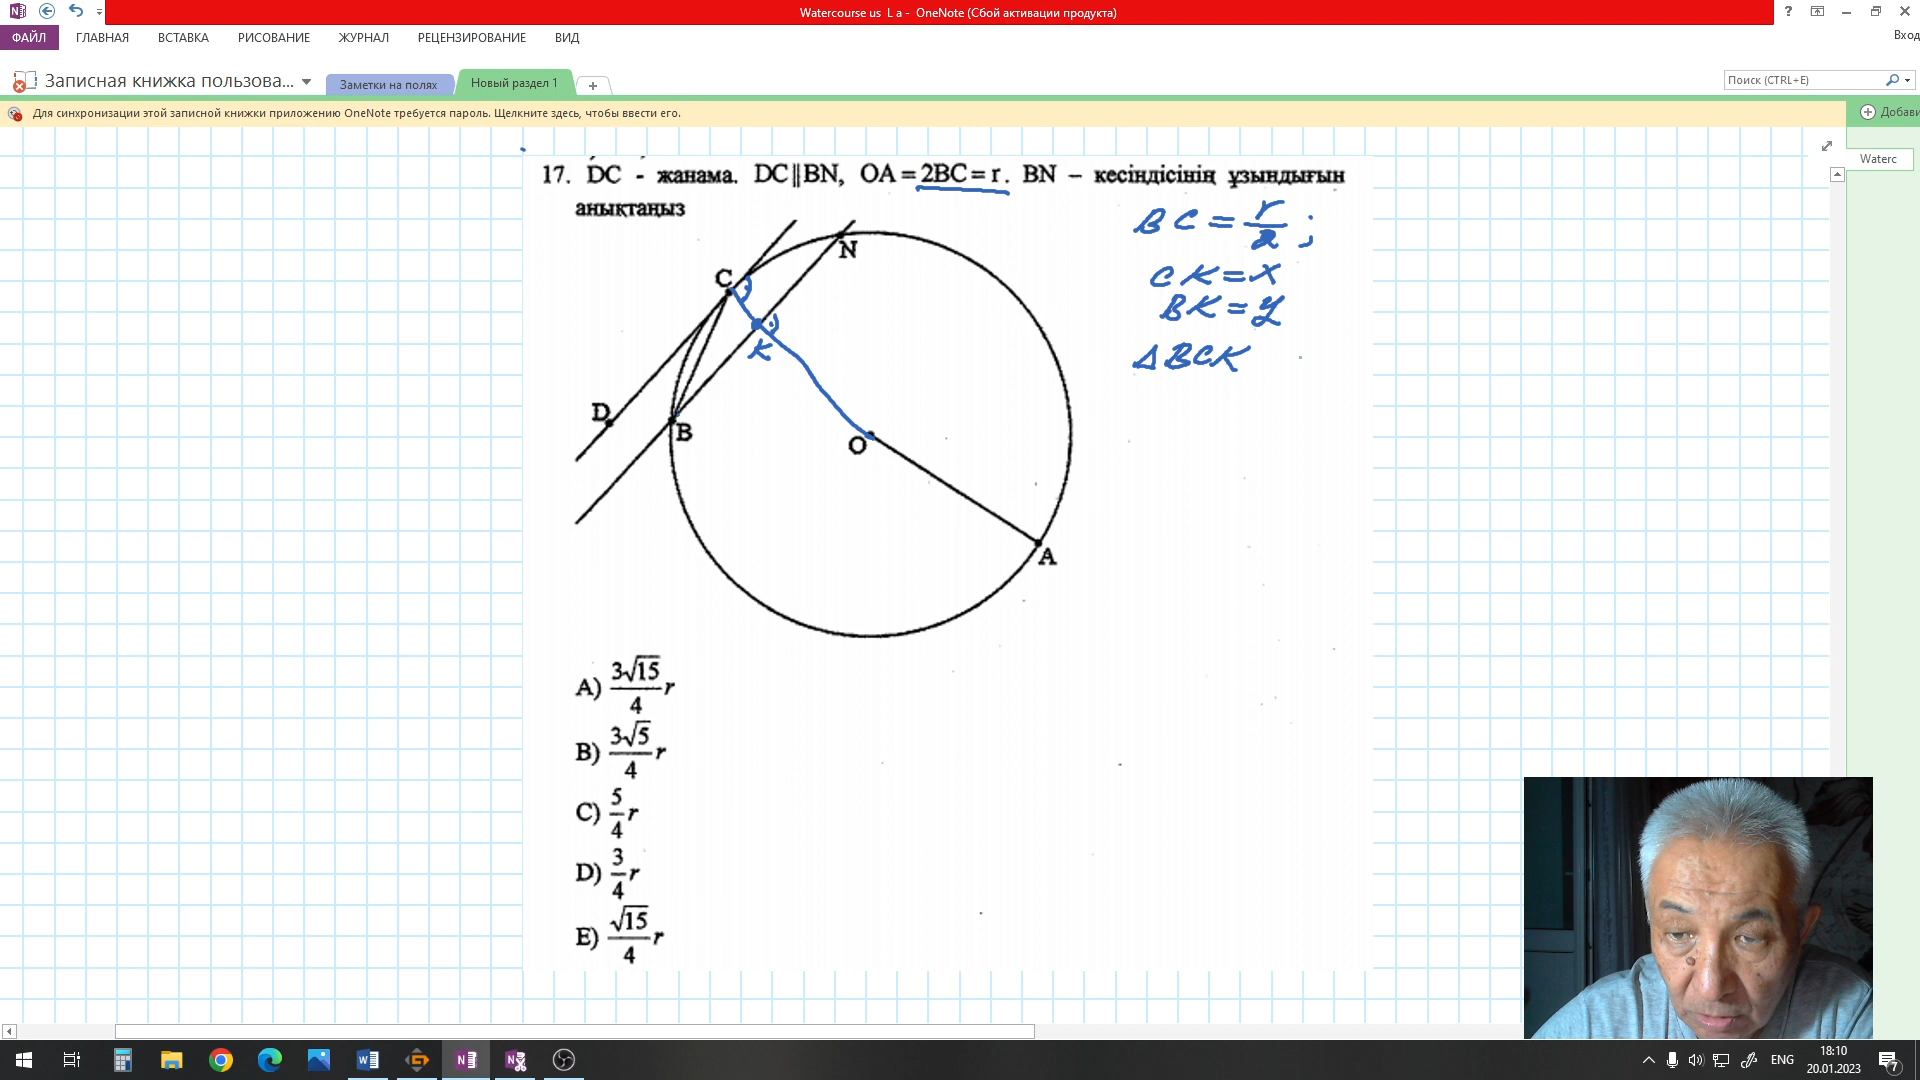 Watercourse us L a - OneNote (Сбой активации продукта)
ФАЙЛ ГЛАВНАЯ ВСТАВКА РИСОВАНИЕ ЖУРНАЛ РЕЦЕНЗИРОВАНИЕ ВИД
Вход
Записная книжка пользова...
Заметки на полях
Новый раздел 1
Поиск (CTRL+E)
Для синхронизации этой записной книжки приложению OneNote требуется пароль. Щелкните здесь, чтобы ввести его.
Добави
Waterc
17. DC - жанама. DC∥BN, OA=2BC=r. BN – кесіндісінің ұзындығын
анықтаңыз
BC = r/2 ;
CK = x
BK = y
△BCK
N
C
K
D
B
O
A
A) 3√15/4 r
B) 3√5/4 r
C) 5/4 r
D) 3/4 r
E) √15/4 r
ENG
18:10
20.01.2023
7